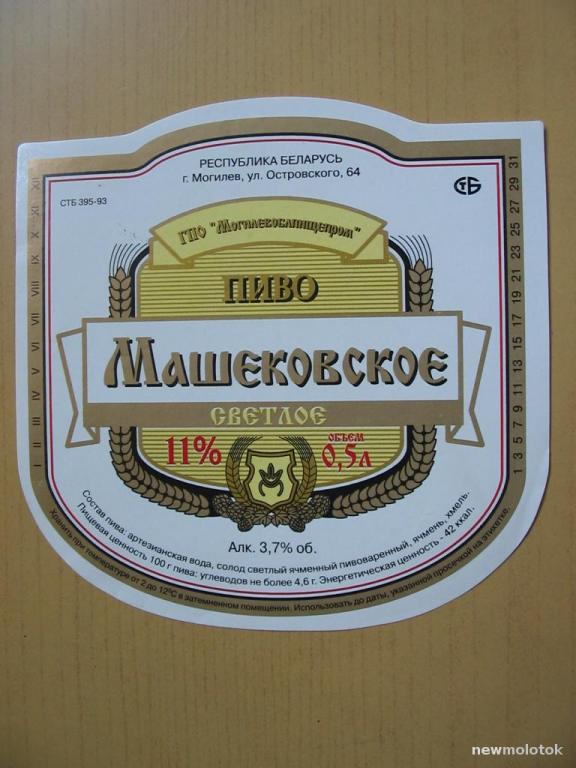 РЕСПУБЛИКА БЕЛАРУСЬ
г. Могилев, ул. Островского, 64
СТБ 395-93
СТБ
ГПО "Могилевоблпищепром"
ПИВО
Машековское
СВЕТЛОЕ
11%
ОБЪЕМ
0,5л
Алк. 3,7% об.
Состав пива: артезианская вода, солод светлый ячменный пивоваренный, ячмень, хмель.
Пищевая ценность 100 г пива: углеводов не более 4,6 г. Энергетическая ценность - 42 ккал.
Хранить при температуре от 2 до 12°С в затемненном помещении. Использовать до даты, указанной просечкой на этикетке.
I II III IV V VI VII VIII IX X XI XII
1 3 5 7 9 11 13 15 17 19 21 23 25 27 29 31
newmolotok